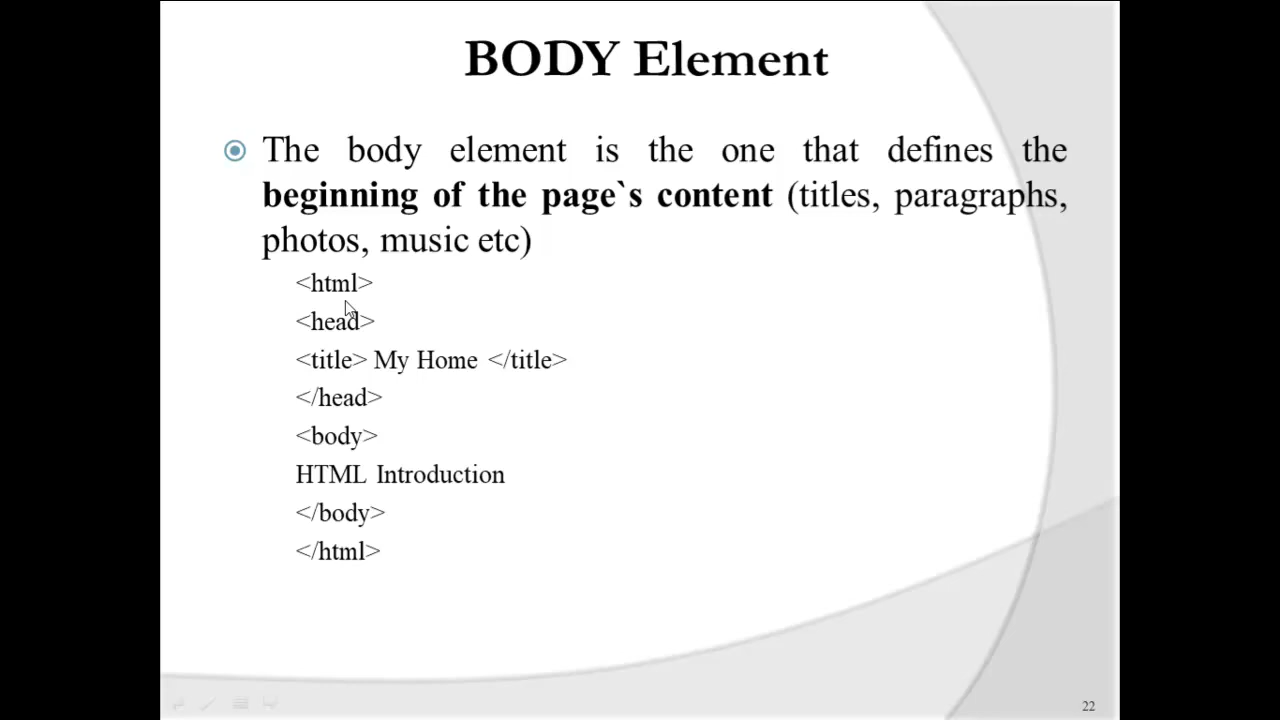 BODY Element
The body element is the one that defines the
beginning of the page`s content (titles, paragraphs,
photos, music etc)
<html>
<head>
<title> My Home </title>
</head>
<body>
HTML Introduction
</body>
</html>
22